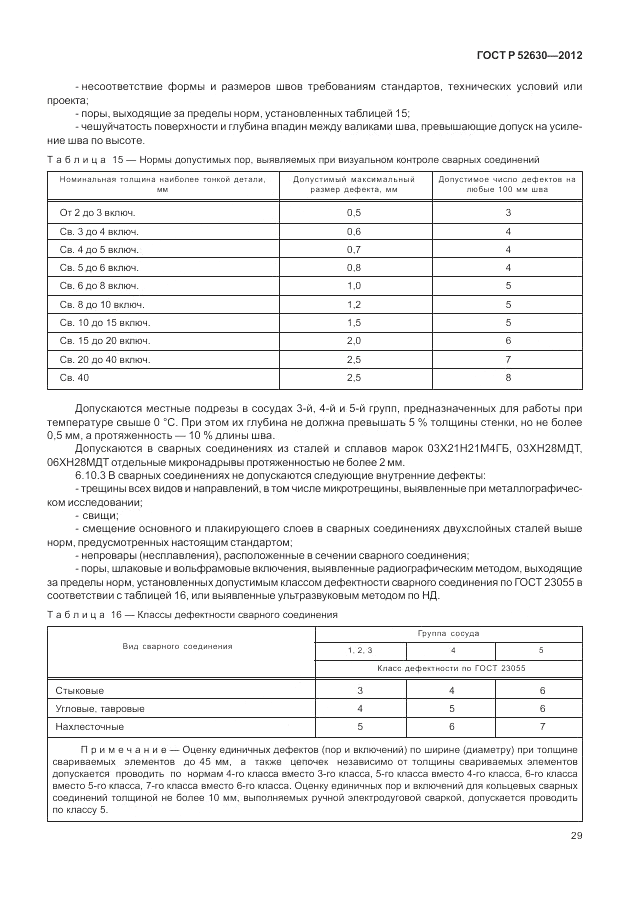 ГОСТ Р 52630—2012
- несоответствие формы и размеров швов требованиям стандартов, технических условий или
проекта;
- поры, выходящие за пределы норм, установленных таблицей 15;
- чешуйчатость поверхности и глубина впадин между валиками шва, превышающие допуск на усиле-
ние шва по высоте.
Таблица 15 — Нормы допустимых пор, выявляемых при визуальном контроле сварных соединений
Номинальная толщина наиболее тонкой детали, Допустимый максимальный Допустимое число дефектов на
мм размер дефекта, мм любые 100 мм шва
От 2 до 3 включ. 0,5 3
Св. 3 до 4 включ. 0,6 4
Св. 4 до 5 включ. 0,7 4
Св. 5 до 6 включ. 0,8 4
Св. 6 до 8 включ. 1,0 5
Св. 8 до 10 включ. 1,2 5
Св. 10 до 15 включ. 1,5 5
Св. 15 до 20 включ. 2,0 6
Св. 20 до 40 включ. 2,5 7
Св. 40 2,5 8
Допускаются местные подрезы в сосудах 3-й, 4-й и 5-й групп, предназначенных для работы при
температуре свыше 0 °С. При этом их глубина не должна превышать 5 % толщины стенки, но не более
0,5 мм, а протяженность — 10 % длины шва.
Допускаются в сварных соединениях из сталей и сплавов марок 03Х21Н21М4ГБ, 03ХН28МДТ,
06ХН28МДТ отдельные микронадрывы протяженностью не более 2 мм.
6.10.3 В сварных соединениях не допускаются следующие внутренние дефекты:
- трещины всех видов и направлений, в том числе микротрещины, выявленные при металлографичес-
ком исследовании;
- свищи;
- смещение основного и плакирующего слоев в сварных соединениях двухслойных сталей выше
норм, предусмотренных настоящим стандартом;
- непровары (несплавления), расположенные в сечении сварного соединения;
- поры, шлаковые и вольфрамовые включения, выявленные радиографическим методом, выходящие
за пределы норм, установленных допустимым классом дефектности сварного соединения по ГОСТ 23055 в
соответствии с таблицей 16, или выявленные ультразвуковым методом по НД.
Таблица 16 — Классы дефектности сварного соединения
Вид сварного соединения Группа сосуда
1, 2, 3 4 5
Класс дефектности по ГОСТ 23055
Стыковые 3 4 6
Угловые, тавровые 4 5 6
Нахлесточные 5 6 7
Примечание — Оценку единичных дефектов (пор и включений) по ширине (диаметру) при толщине
свариваемых элементов до 45 мм, а также цепочек независимо от толщины свариваемых элементов
допускается проводить по нормам 4-го класса вместо 3-го класса, 5-го класса вместо 4-го класса, 6-го класса
вместо 5-го класса, 7-го класса вместо 6-го класса. Оценку единичных пор и включений для кольцевых сварных
соединений толщиной не более 10 мм, выполняемых ручной электродуговой сваркой, допускается проводить
по классу 5.
29